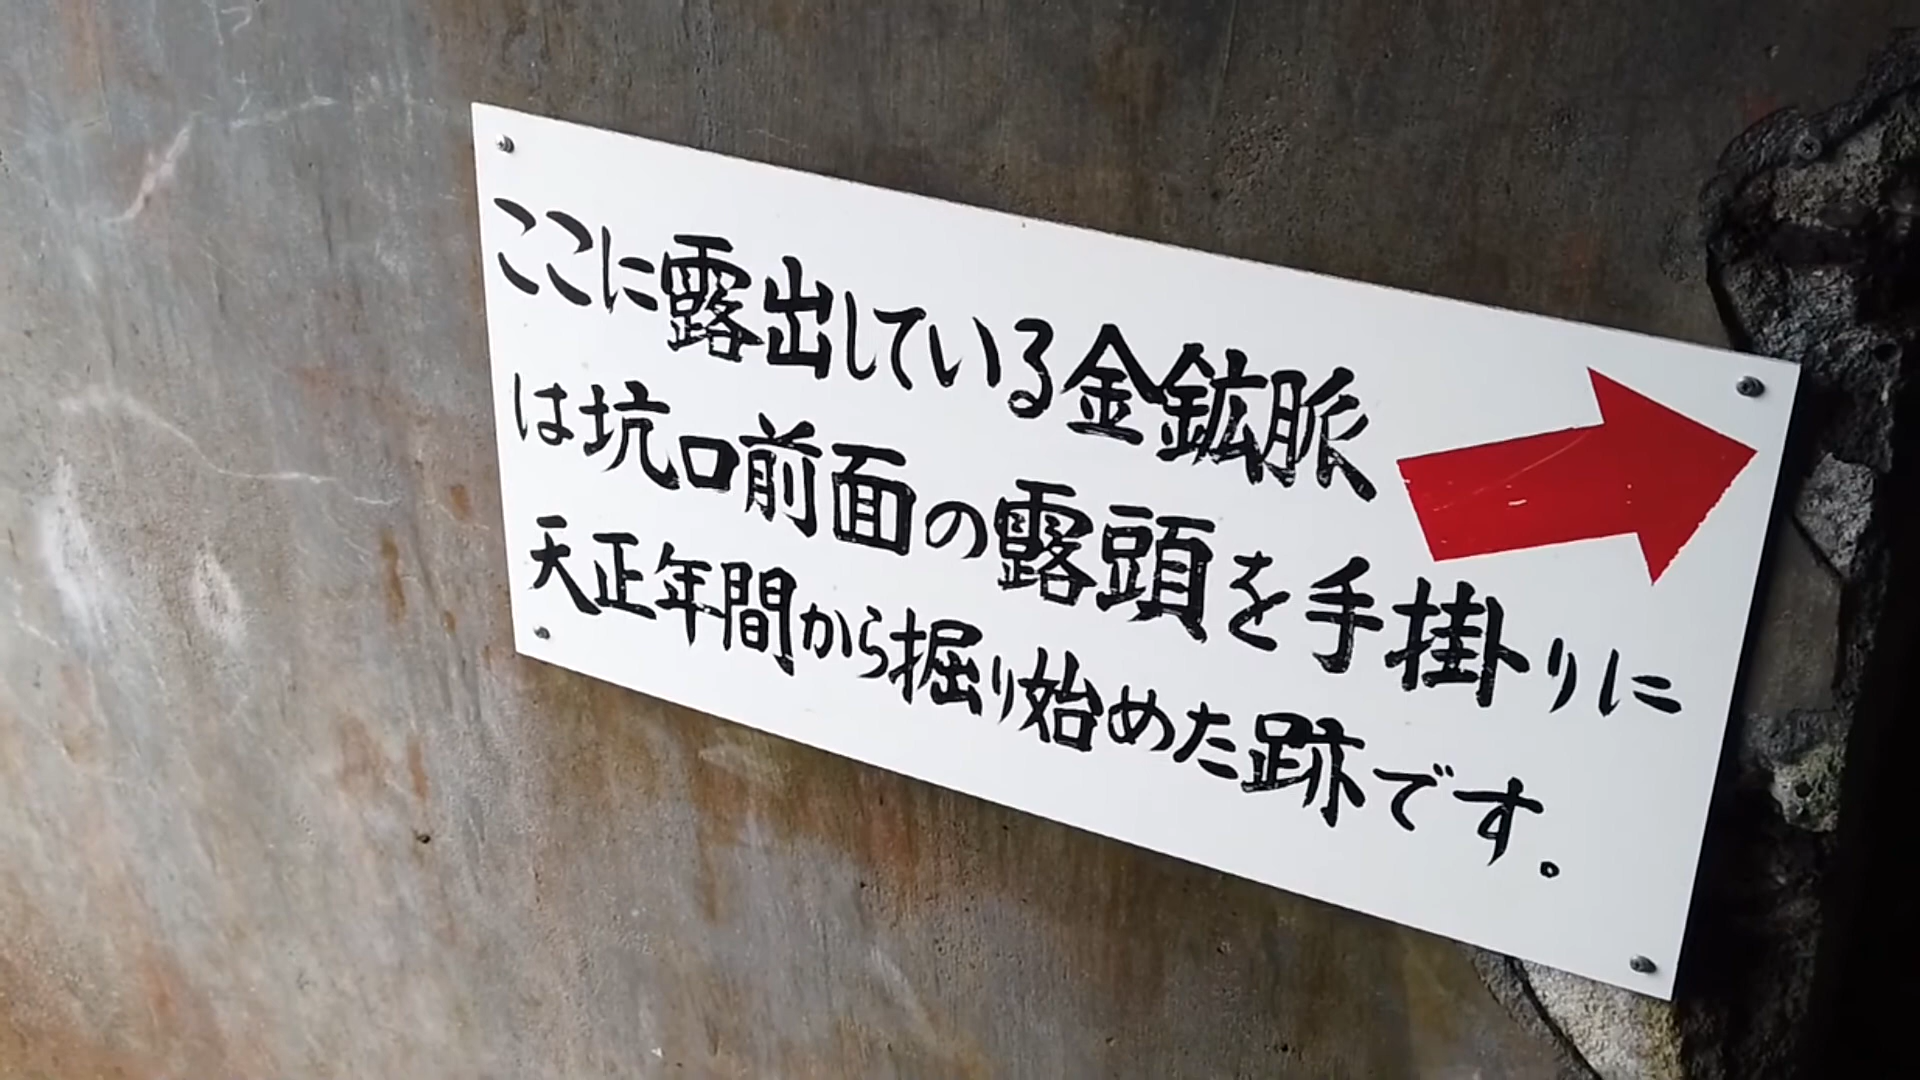 ここに露出している金鉱脈
は坑口前面の露頭を手掛りに
天正年間から掘り始めた跡です。